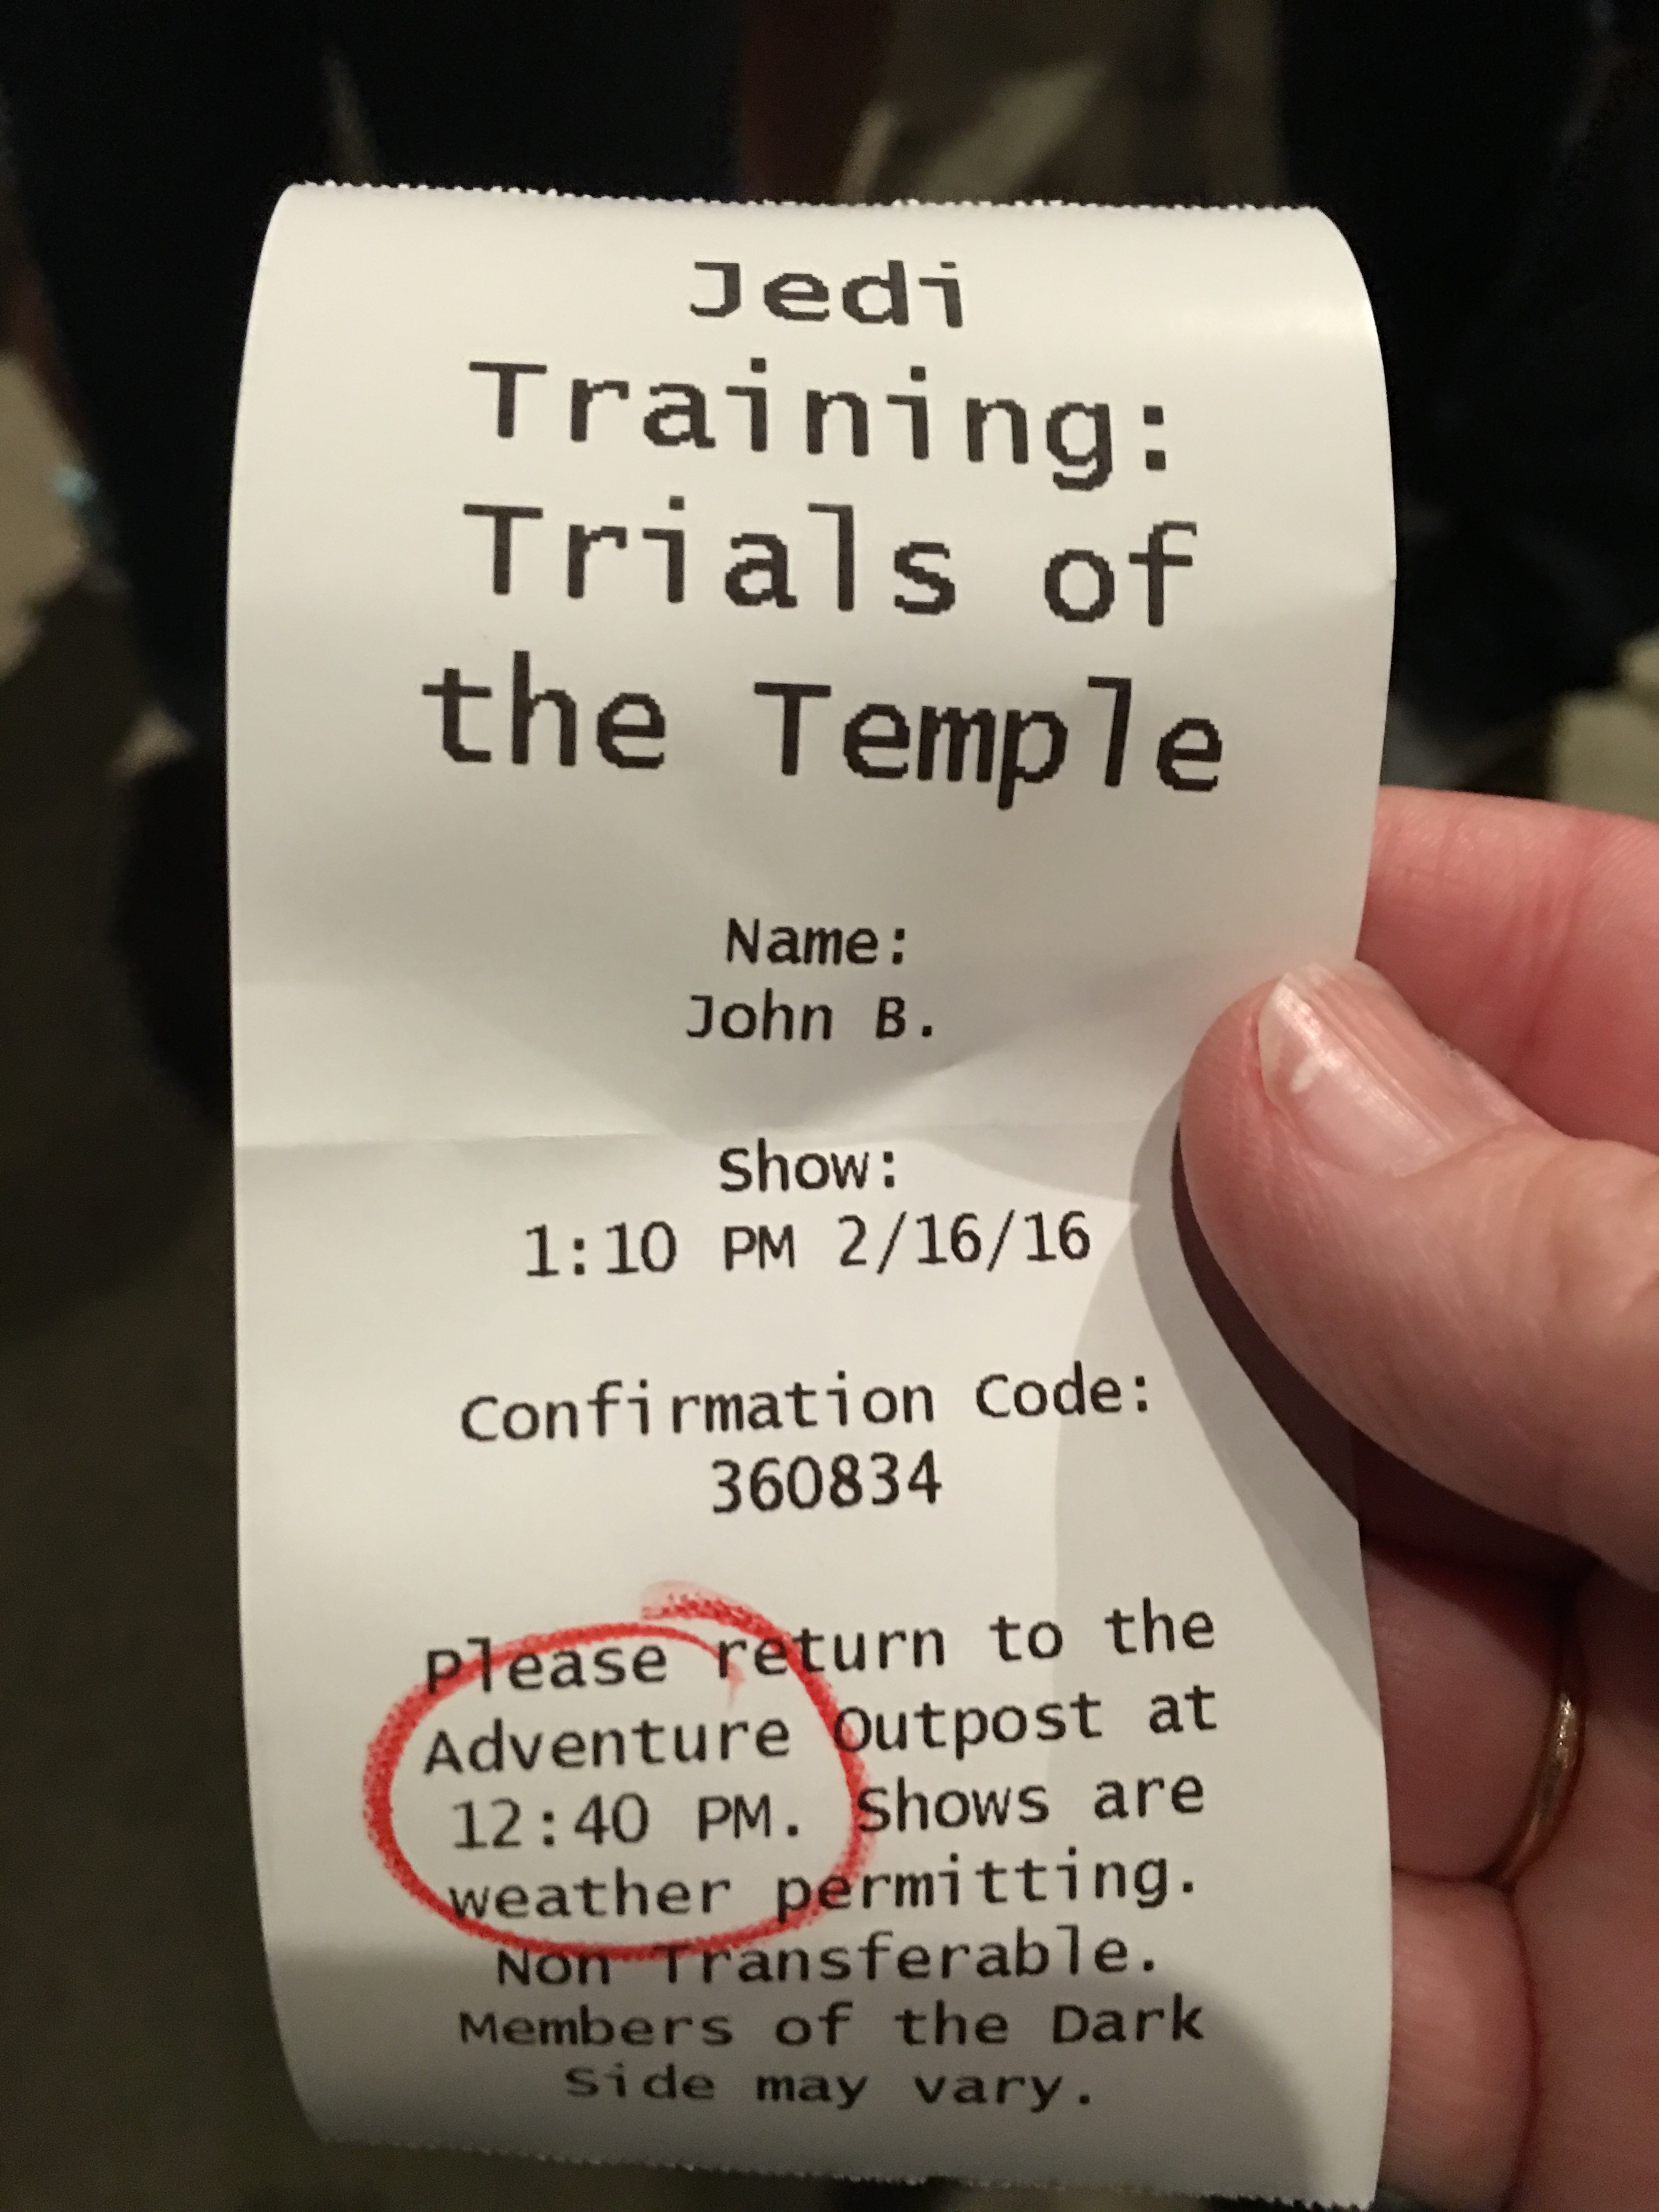 Jedi
Training:
Trials of
the Temple
Name:
John B.
Show:
1:10 PM 2/16/16
Confirmation Code:
360834
Please return to the
Adventure Outpost at
12:40 PM. Shows are
weather permitting.
Non Transferable.
Members of the Dark
Side may vary.